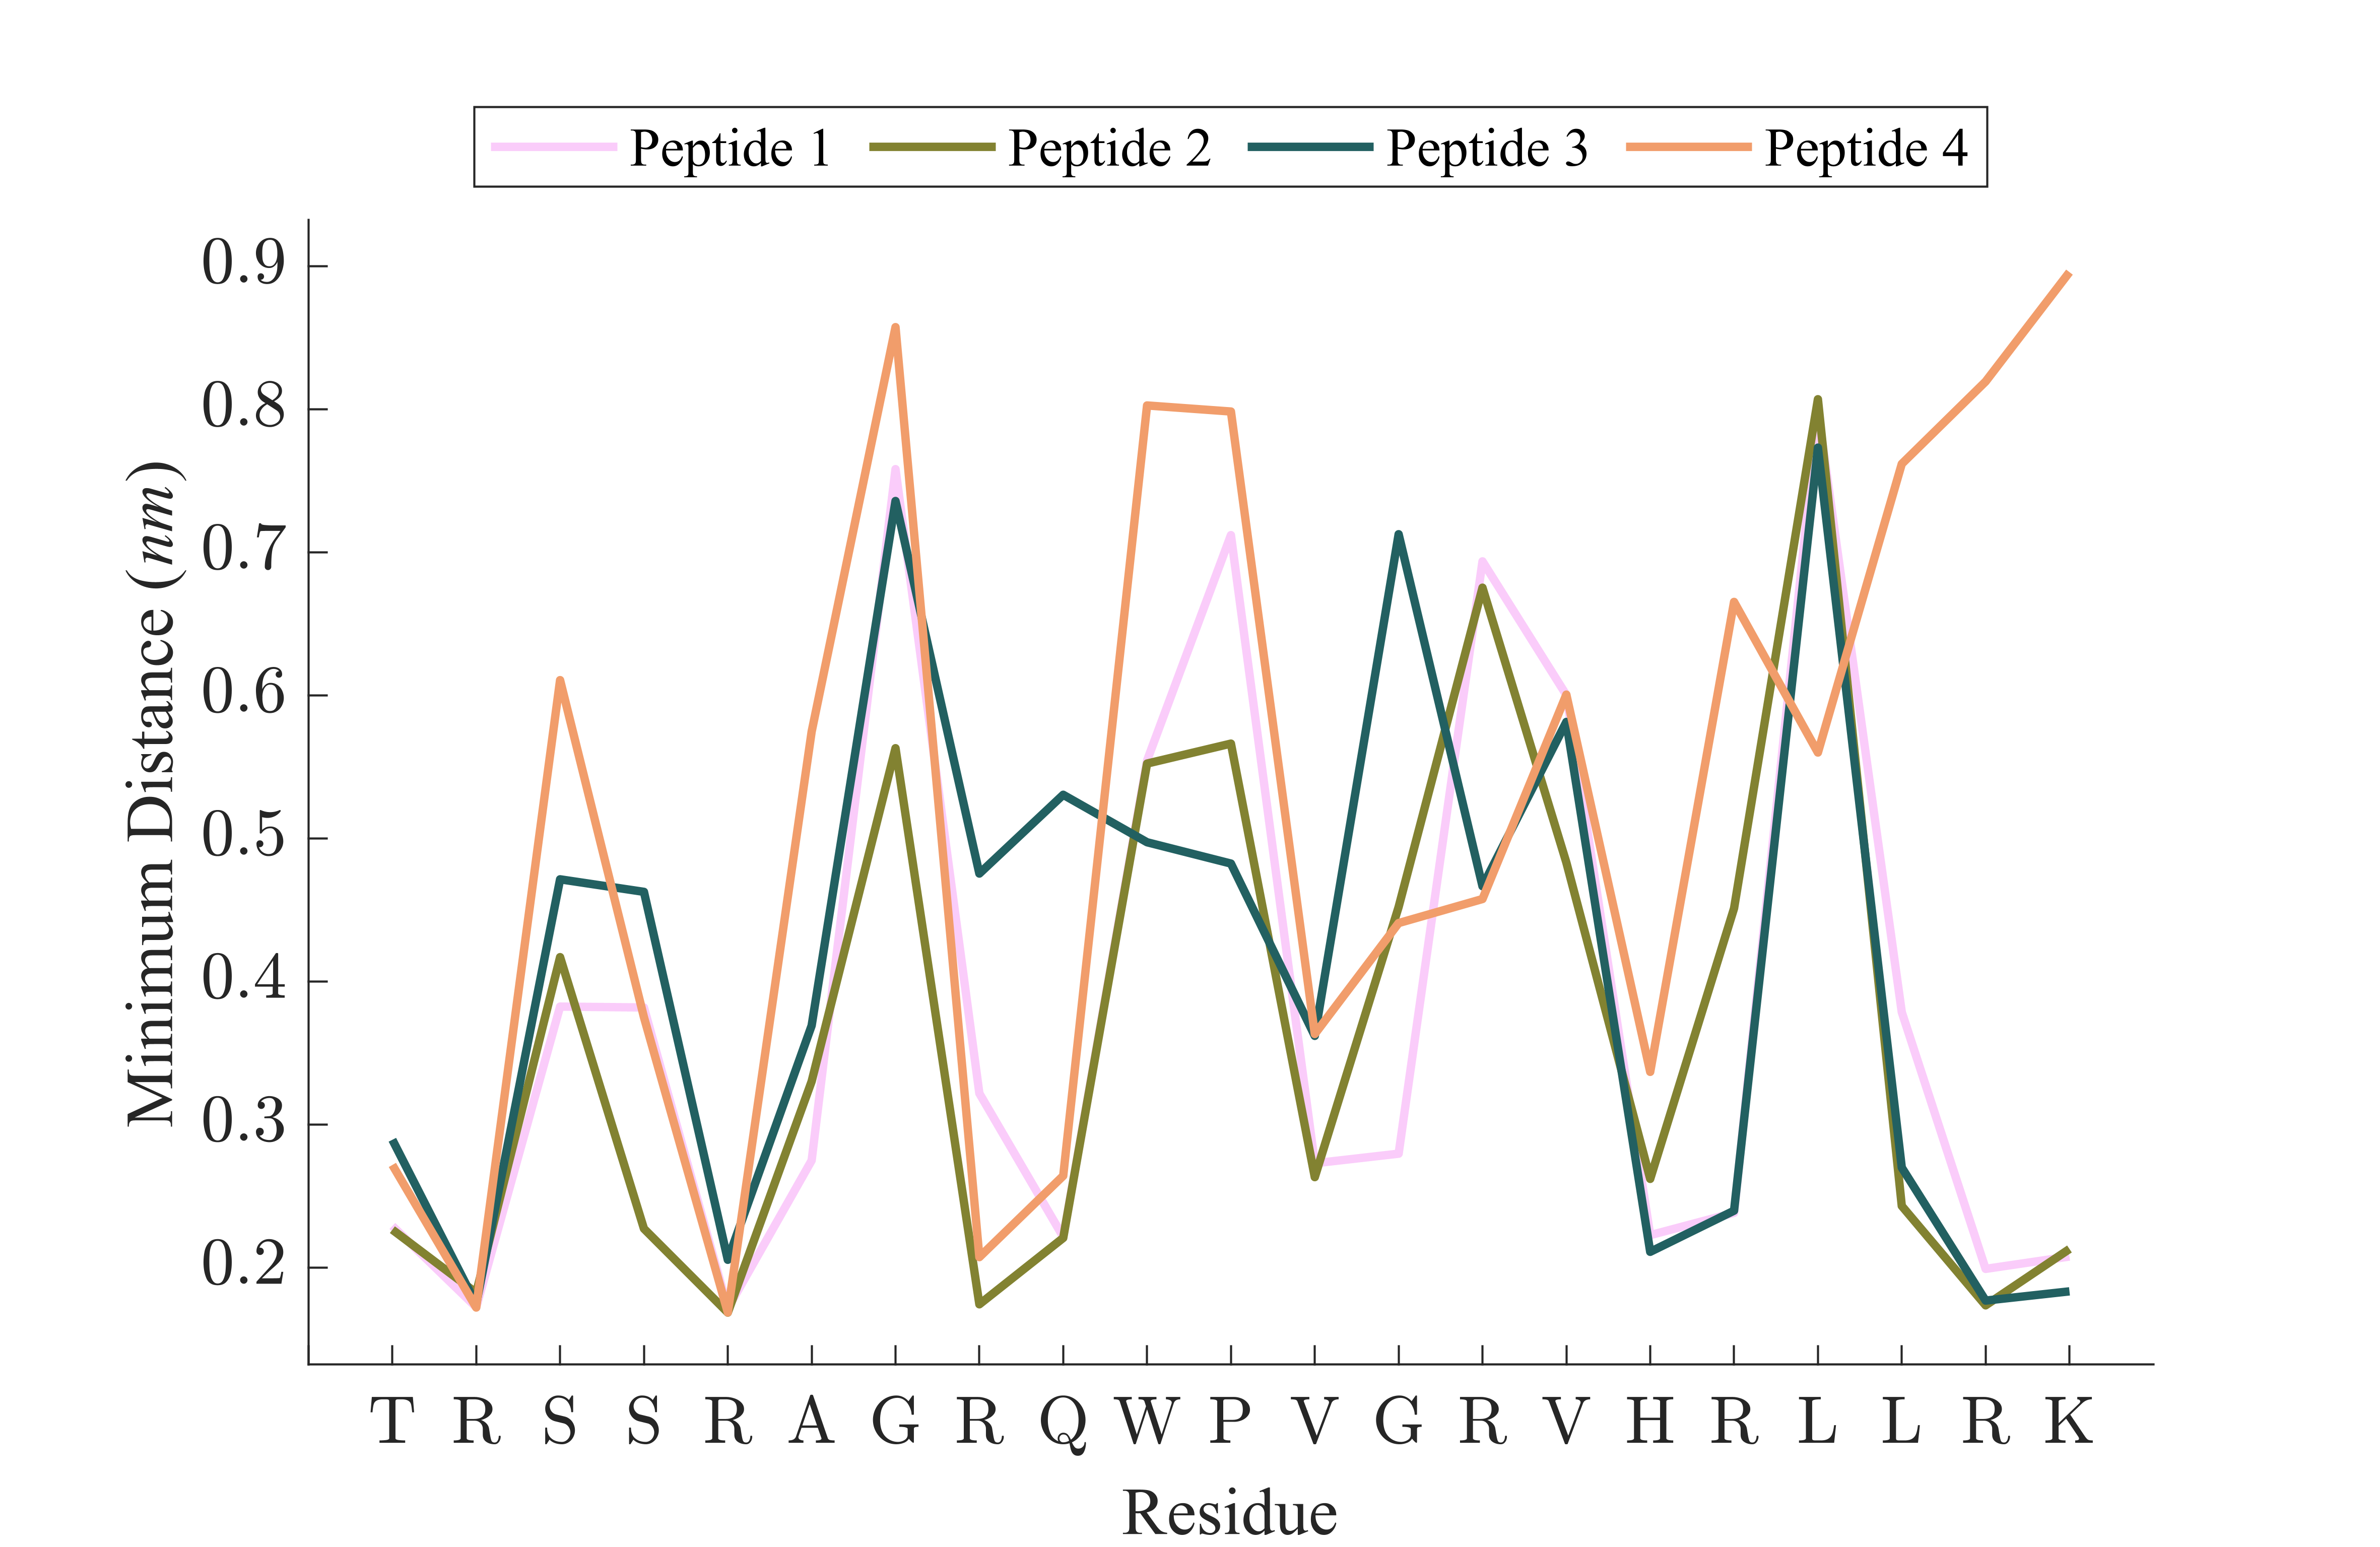 Peptide 1 Peptide 2 Peptide 3 Peptide 4
0.9
0.8
0.7
0.6
0.5
0.4
0.3
0.2
Minimum Distance (nm)
T R S S R A G R Q W P V G R V H R L L R K
Residue